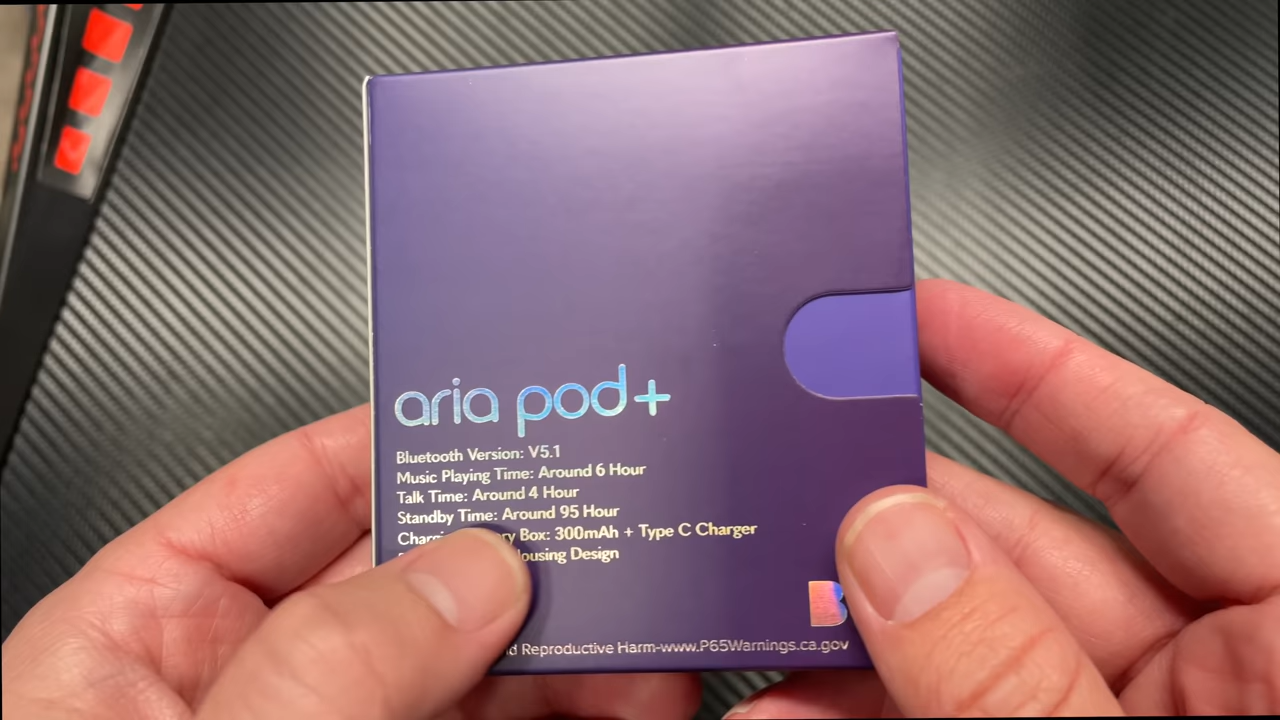 aria pod+
Bluetooth Version: V5.1
Music Playing Time: Around 6 Hour
Talk Time: Around 4 Hour
Standby Time: Around 95 Hour
Box: 300mAh + Type C Charger
Design
Reproductive Harm-www.P65Warnings.ca.gov
B